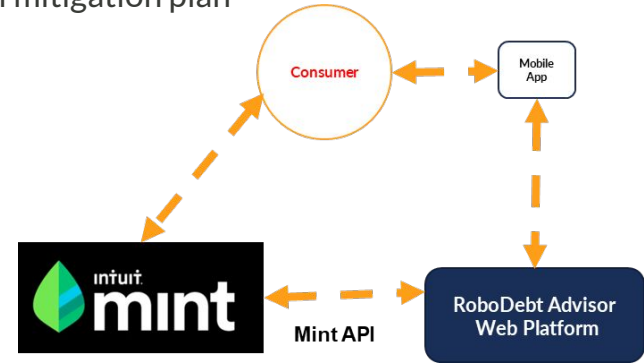 mitigation plan
Consumer
Mobile
App
intuit
mint
Mint API
RoboDebt Advisor
Web Platform